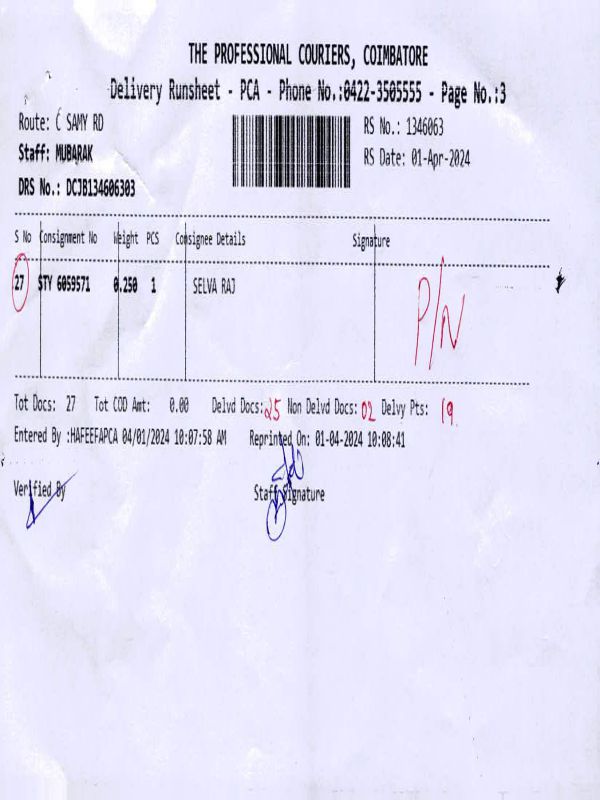 THE PROFESSIONAL COURIERS, COIMBATORE
Delivery Runsheet - PCA - Phone No.:0422-3505555 - Page No.:3
Route: C SAMY RD
RS No.: 1346063
Staff: MUBARAK
RS Date: 01-Apr-2024
DRS No.: DCJB134606303
S No Consignment No Weight PCS Consignee Details Signature
27 STY 6059571 0.250 1 SELVA RAJ P/N
Tot Docs: 27 Tot COD Amt: 0.00 Delvd Docs: 25 Non Delvd Docs: 02 Delvy Pts: 19.
Entered By :HAFEEFAPCA 04/01/2024 10:07:58 AM Reprinted On: 01-04-2024 10:08:41
Verified By Staff Signature